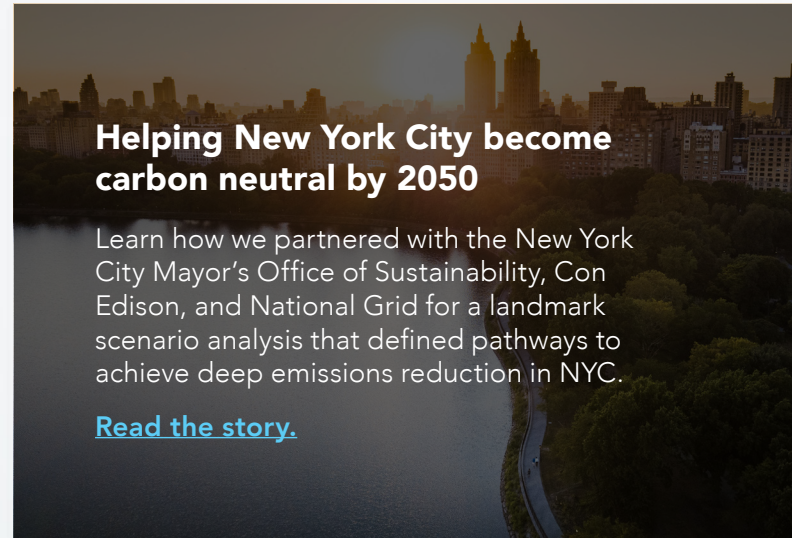 Helping New York City become
carbon neutral by 2050
Learn how we partnered with the New York
City Mayor’s Office of Sustainability, Con
Edison, and National Grid for a landmark
scenario analysis that defined pathways to
achieve deep emissions reduction in NYC.
Read the story.